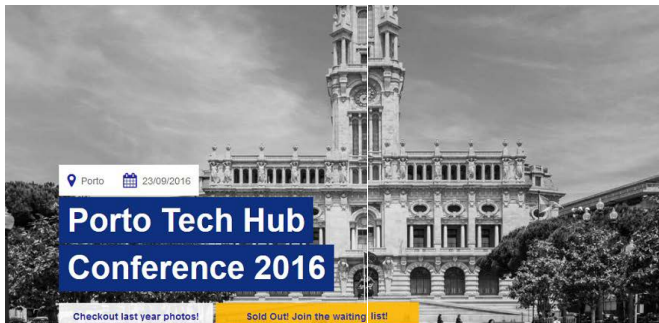 Porto 23/09/2016
Porto Tech Hub
Conference 2016
Checkout last year photos! Sold Out! Join the waiting list!